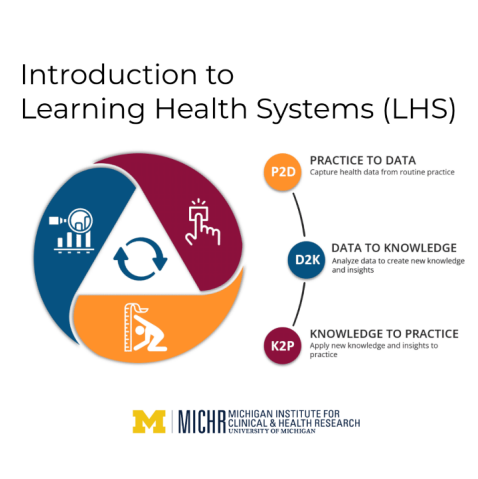 Introduction to
Learning Health Systems (LHS)
P2D
PRACTICE TO DATA
Capture health data from routine practice
D2K
DATA TO KNOWLEDGE
Analyze data to create new knowledge
and insights
K2P
KNOWLEDGE TO PRACTICE
Apply new knowledge and insights to
practice
M
MICHR
MICHIGAN INSTITUTE FOR
CLINICAL & HEALTH RESEARCH
UNIVERSITY OF MICHIGAN